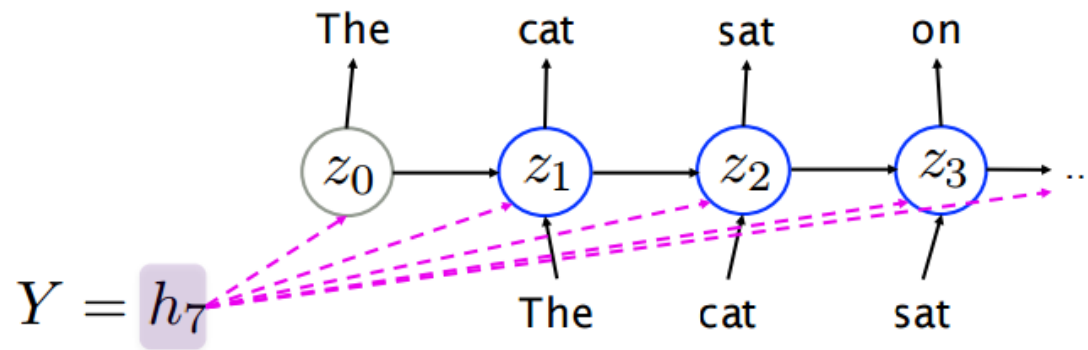 The cat sat on
z₀ z₁ z₂ z₃ ..
Y = h₇
The cat sat